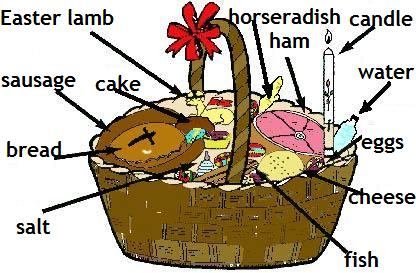 Easter lamb
horseradish
candle
ham
sausage
cake
water
bread
eggs
cheese
salt
fish